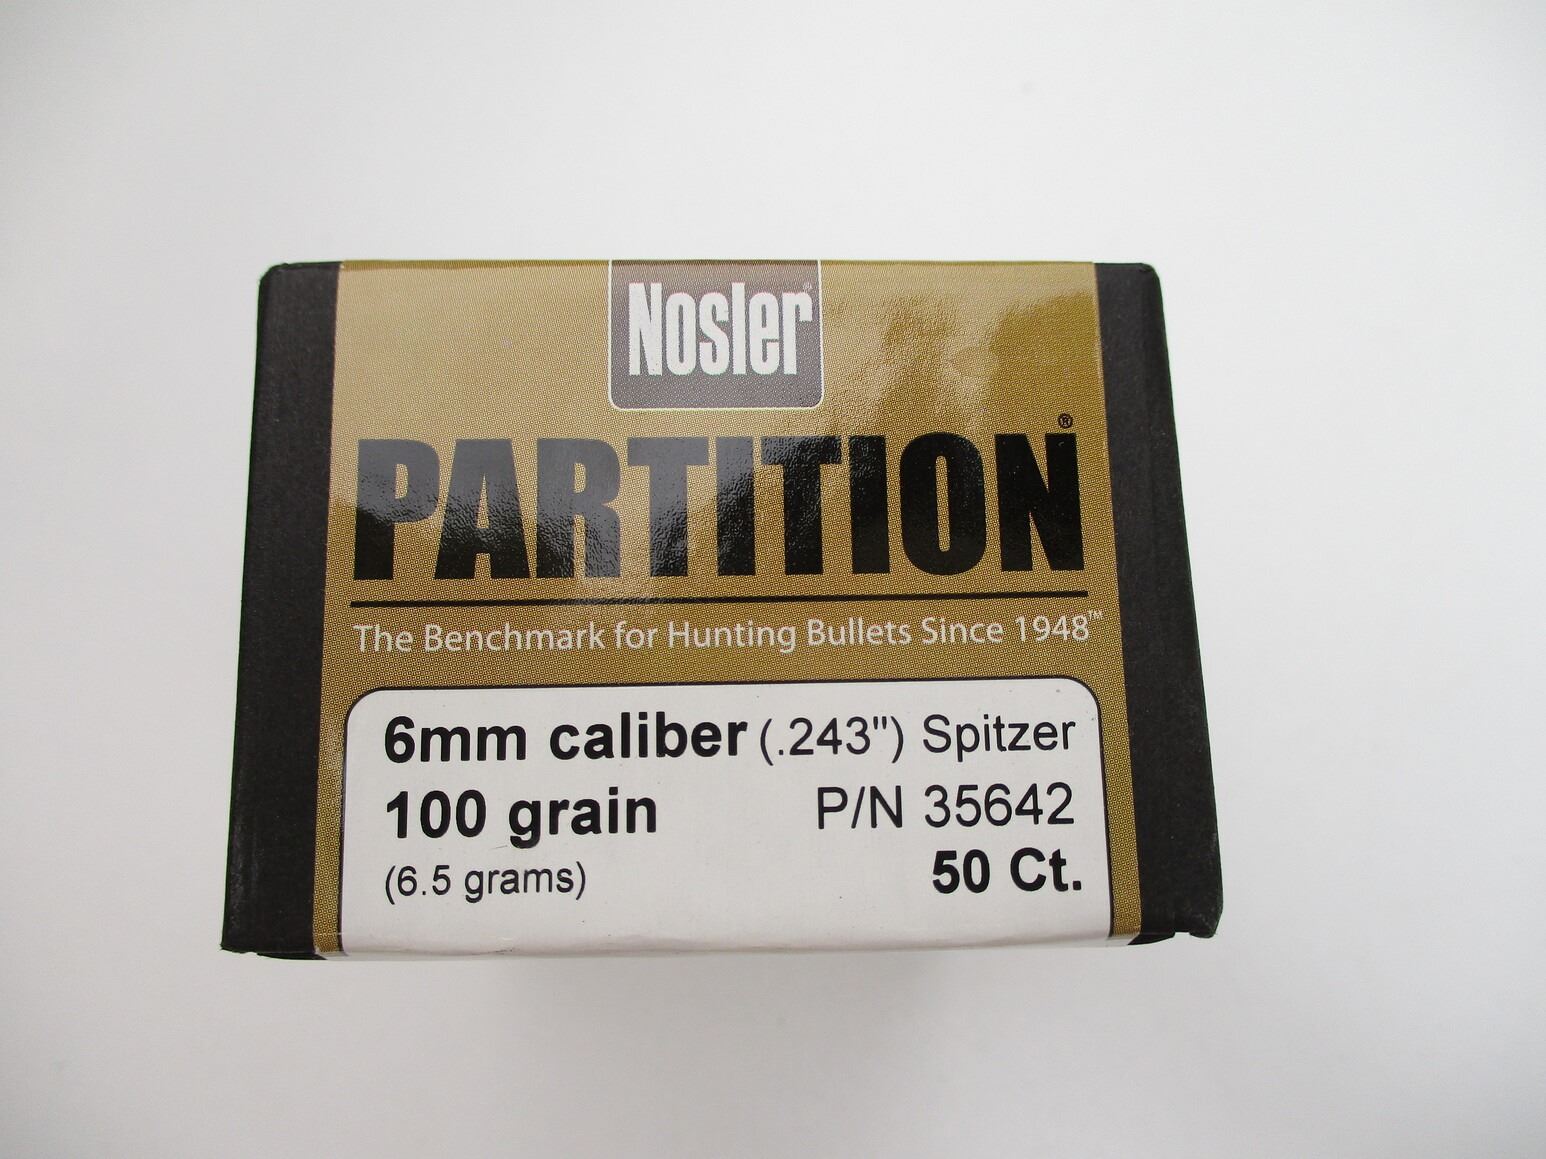 Nosler®
PARTITION®
The Benchmark for Hunting Bullets Since 1948™
6mm caliber (.243") Spitzer
100 grain P/N 35642
(6.5 grams) 50 Ct.